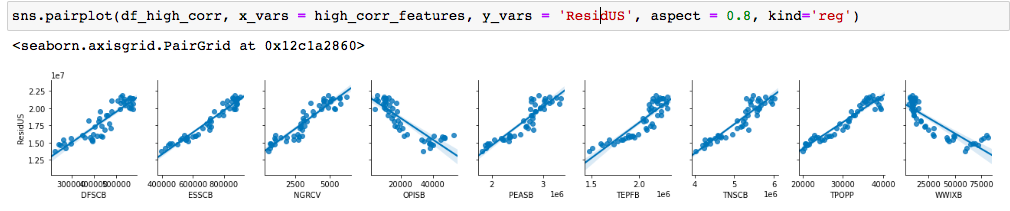 sns.pairplot(df_high_corr, x_vars = high_corr_features, y_vars = 'ResidUS', aspect = 0.8, kind='reg')
<seaborn.axisgrid.PairGrid at 0x12c1a2860>
1e7
2.25
2.00
1.75
1.50
1.25
ResidUS
300000 400000 500000
DFSCB
400000 600000 800000
ESSCB
2500 5000
NGRCV
20000 40000
OPISB
2 3 1e6
PEASB
1.5 2.0 1e6
TEPFB
4 5 6 1e6
TNSCB
20000 30000 40000
TPOPP
25000 50000 75000
WWIXB